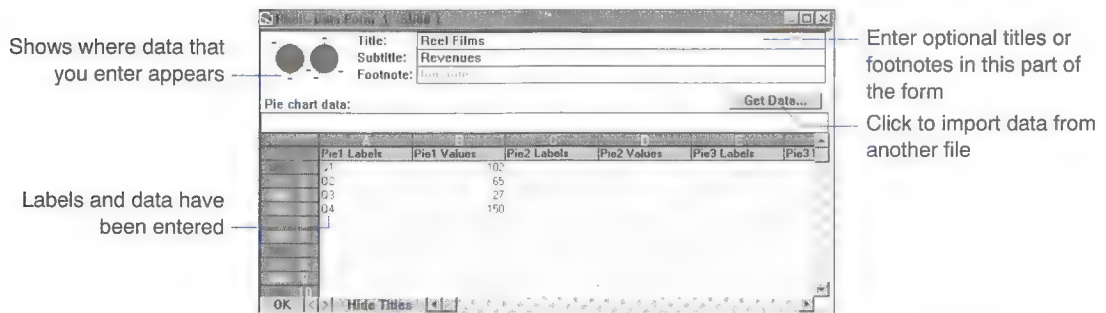 Data Form
Title: Reel Films
Subtitle: Revenues
Footnote:
Shows where data that
you enter appears
Enter optional titles or
footnotes in this part of
the form
Pie chart data:
Get Data...
Click to import data from
another file
A B C D E
Pie1 Labels Pie1 Values Pie2 Labels Pie2 Values Pie3 Labels Pie3
102
Q2 65
Q3 27
Q4 150
Labels and data have
been entered
OK < > Hide Titles